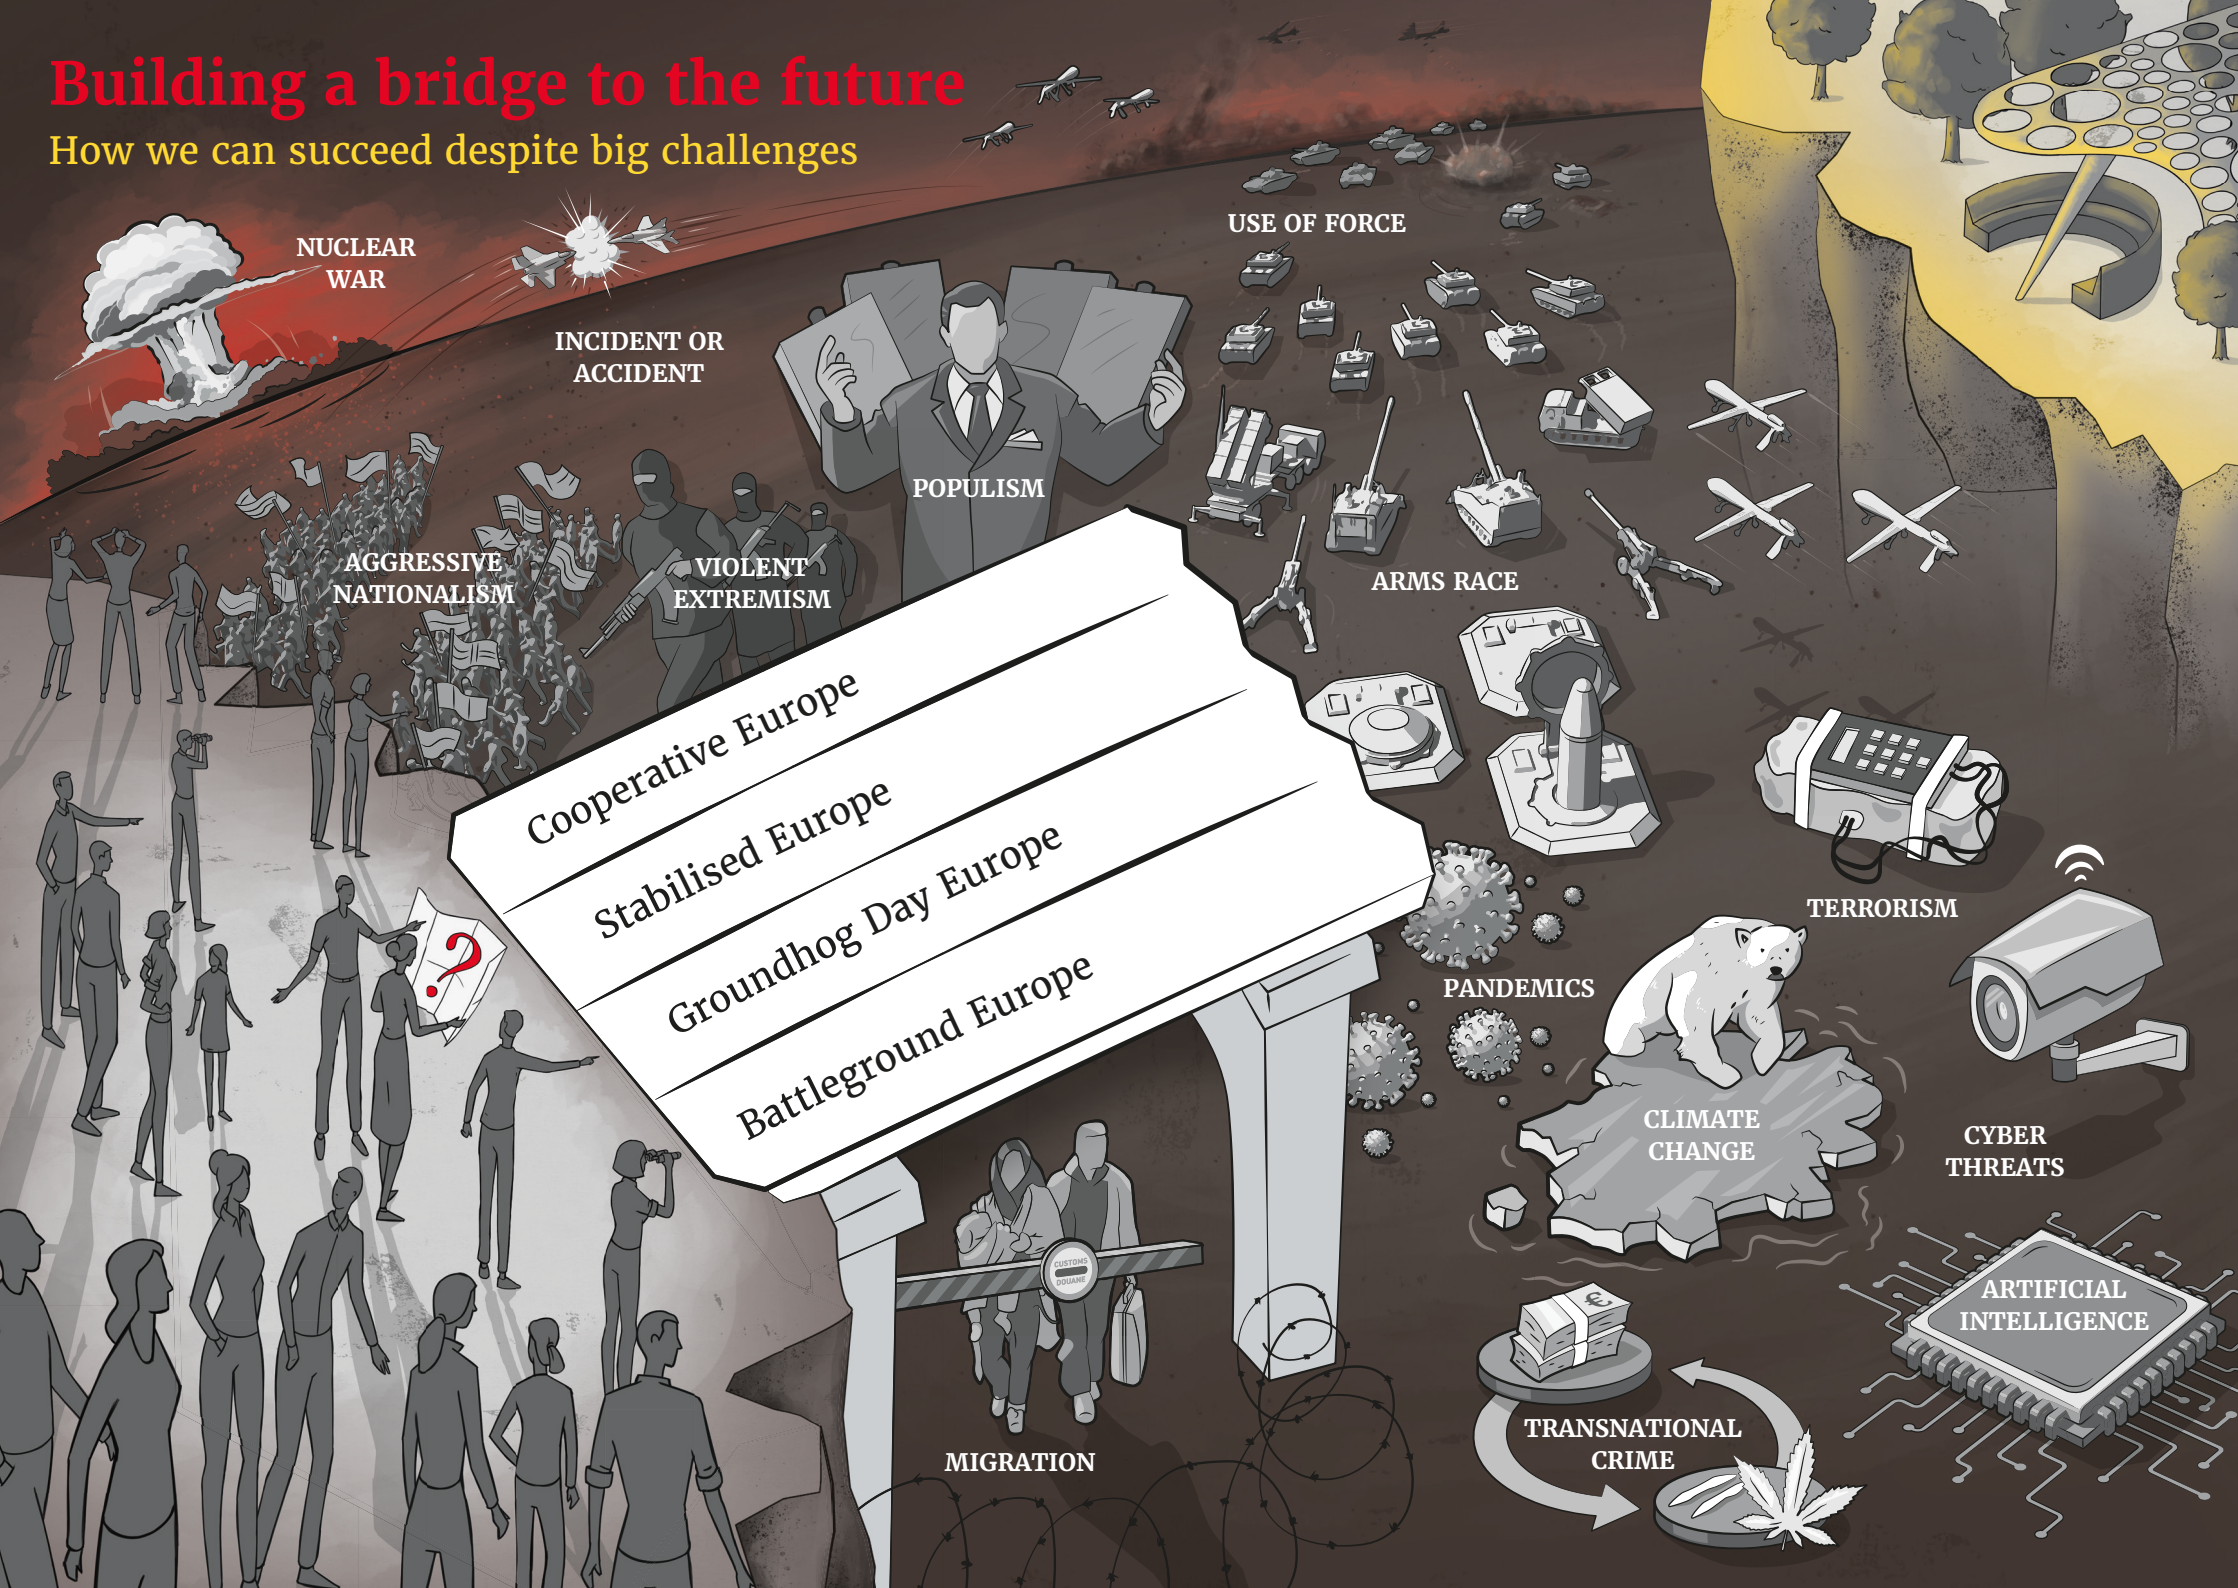 Building a bridge to the future
How we can succeed despite big challenges
NUCLEAR
WAR
INCIDENT OR
ACCIDENT
USE OF FORCE
POPULISM
AGGRESSIVE
NATIONALISM
VIOLENT
EXTREMISM
ARMS RACE
Cooperative Europe
Stabilised Europe
Groundhog Day Europe
Battleground Europe
?
TERRORISM
PANDEMICS
CLIMATE
CHANGE
CYBER
THREATS
CUSTOMS
DOUANE
€
ARTIFICIAL
INTELLIGENCE
TRANSNATIONAL
CRIME
MIGRATION